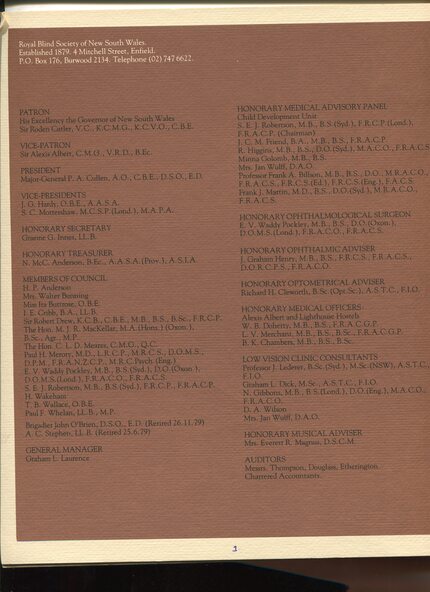 Royal Blind Society of New South Wales.
Established 1879. 4 Mitchell Street, Enfield.
P.O. Box 176, Burwood 2134. Telephone (02) 747 6622.
PATRON
His Excellency the Governor of New South Wales
Sir Roden Cutler, V.C., K.C.M.G., K.C.V.O., C.B.E.
VICE-PATRON
Sir Alexis Albert, C.M.G., V.R.D., B.Ec.
PRESIDENT
Major-General P. A. Cullen, A.O., C.B.E., D.S.O., E.D.
VICE-PRESIDENTS
J. O. Hardy, O.B.E., A.A.S.A.
S. C. Mottershaw, M.C.S.P. (Lond.), M.A.P.A.
HONORARY SECRETARY
Graeme G. Innes, LL.B.
HONORARY TREASURER
N. McC. Anderson, B.Ec., A.A.S.A. (Prov.), A.S.I.A.
MEMBERS OF COUNCIL
H. P. Anderson
Mrs. Walter Bunning
Miss Iris Buttrose, O.B.E.
J. E. Cribb, B.A., LL.B.
Sir Robert Drew, K.C.B., C.B.E., M.B., B.S., B.Sc., F.R.C.P.
The Hon. M. J. R. MacKellar, M.A. (Hons.) (Oxon.),
B.Sc., Agr., M.P.
The Hon. C. L. D. Meares, C.M.G., Q.C.
Paul H. Merory, M.D., L.R.C.P., M.R.C.S., D.O.M.S.,
D.P.M., F.R.A.N.Z.C.P., M.R.C.Psych. (Eng.)
E. V. Waddy Pockley, M.B., B.S. (Syd.), D.O. (Oxon.),
D.O.M.S. (Lond.), F.R.A.C.O., F.R.A.C.S.
S. E. J. Robertson, M.B., B.S. (Syd.), F.R.C.P., F.R.A.C.P.
H. Wakeham
T. B. Wallace, O.B.E.
Paul F. Whelan, LL.B., M.P.
Brigadier John O'Brien, D.S.O., E.D. (Retired 26.11.79)
A. C. Stephen, LL.B. (Retired 25.6.79)
GENERAL MANAGER
Graham L. Laurence
HONORARY MEDICAL ADVISORY PANEL
Child Development Unit
S. E. J. Robertson, M.B., B.S. (Syd.), F.R.C.P. (Lond.),
F.R.A.C.P. (Chairman)
J. C. M. Friend, B.A., M.B., B.S., F.R.A.C.P.
R. Higgins, M.B., B.S., D.O. (Syd.), M.A.C.O., F.R.A.C.S.
Minna Golomb, M.B., B.S.
Mrs. Jan Wulff, D.A.O.
Professor Frank A. Billson, M.B., B.S., D.O., M.R.A.C.O.,
F.R.A.C.S., F.R.C.S. (Ed.), F.R.C.S. (Eng.), F.A.C.S.
Frank J. Martin, M.D., B.S., D.O. (Syd.), M.R.A.C.O.,
F.R.A.C.S.
HONORARY OPHTHALMOLOGICAL SURGEON
E. V. Waddy Pockley, M.B., B.S., D.O. (Oxon.),
D.O.M.S. (Lond.), F.R.A.C.O., F.R.A.C.S.
HONORARY OPHTHALMIC ADVISER
J. Graham Henry, M.B., B.S., F.R.C.S., F.R.A.C.S.,
D.O.R.C.P.S., F.R.A.C.O.
HONORARY OPTOMETRICAL ADVISER
Richard H. Cleworth, B.Sc. (Opt.Sc.), A.S.T.C., F.I.O.
HONORARY MEDICAL OFFICERS
Alexis Albert and Lighthouse Hostels
W. B. Doherty, M.B., B.S., F.R.A.C.G.P.
L. V. Merchant, M.B., B.S., B.Sc., F.R.A.C.G.P.
B. K. Chambers, M.B., B.S., B.Sc.
LOW VISION CLINIC CONSULTANTS
Professor J. Lederer, B.Sc. (Syd.), M.Sc. (NSW), A.S.T.C.,
F.I.O.
Graham L. Dick, M.Sc., A.S.T.C., F.I.O.
N. Gibbons, M.B., B.S. (Lond.), D.O. (Eng.), M.A.C.O.,
F.R.A.C.O.
D. A. Wilson
Mrs. Jan Wulff, D.A.O.
HONORARY MUSICAL ADVISER
Mrs. Everett R. Magnus, D.S.C.M.
AUDITORS
Messrs. Thompson, Douglass, Etherington.
Chartered Accountants.
3